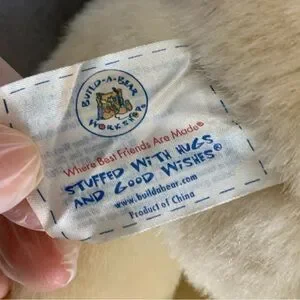 BUILD-A-BEAR
WORKSHOP®
Where Best Friends Are Made®
STUFFED WITH HUGS
AND GOOD WISHES®
www.buildabear.com
Product of China